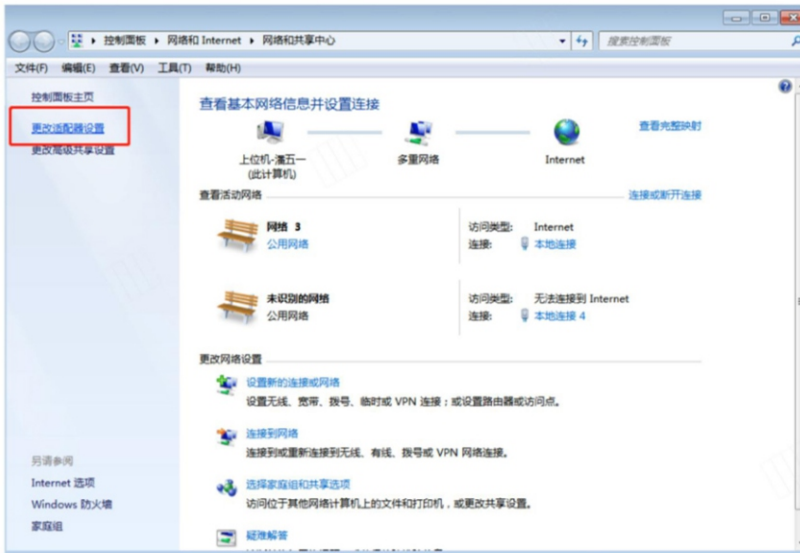 控制面板 ▸ 网络和 Internet ▸ 网络和共享中心
搜索控制面板
文件(F) 编辑(E) 查看(V) 工具(T) 帮助(H)
控制面板主页
更改适配器设置
更改高级共享设置
查看基本网络信息并设置连接
查看完整映射
上位机-潘五一
(此计算机)
多重网络
Internet
查看活动网络
连接或断开连接
网络 3
公用网络
访问类型: Internet
连接: 本地连接
未识别的网络
公用网络
访问类型: 无法连接到 Internet
连接: 本地连接 4
更改网络设置
设置新的连接或网络
设置无线、宽带、拨号、临时或 VPN 连接；或设置路由器或访问点。
连接到网络
连接到或重新连接到无线、有线、拨号或 VPN 网络连接。
选择家庭组和共享选项
访问位于其他网络计算机上的文件和打印机，或更改共享设置。
疑难解答
另请参阅
Internet 选项
Windows 防火墙
家庭组